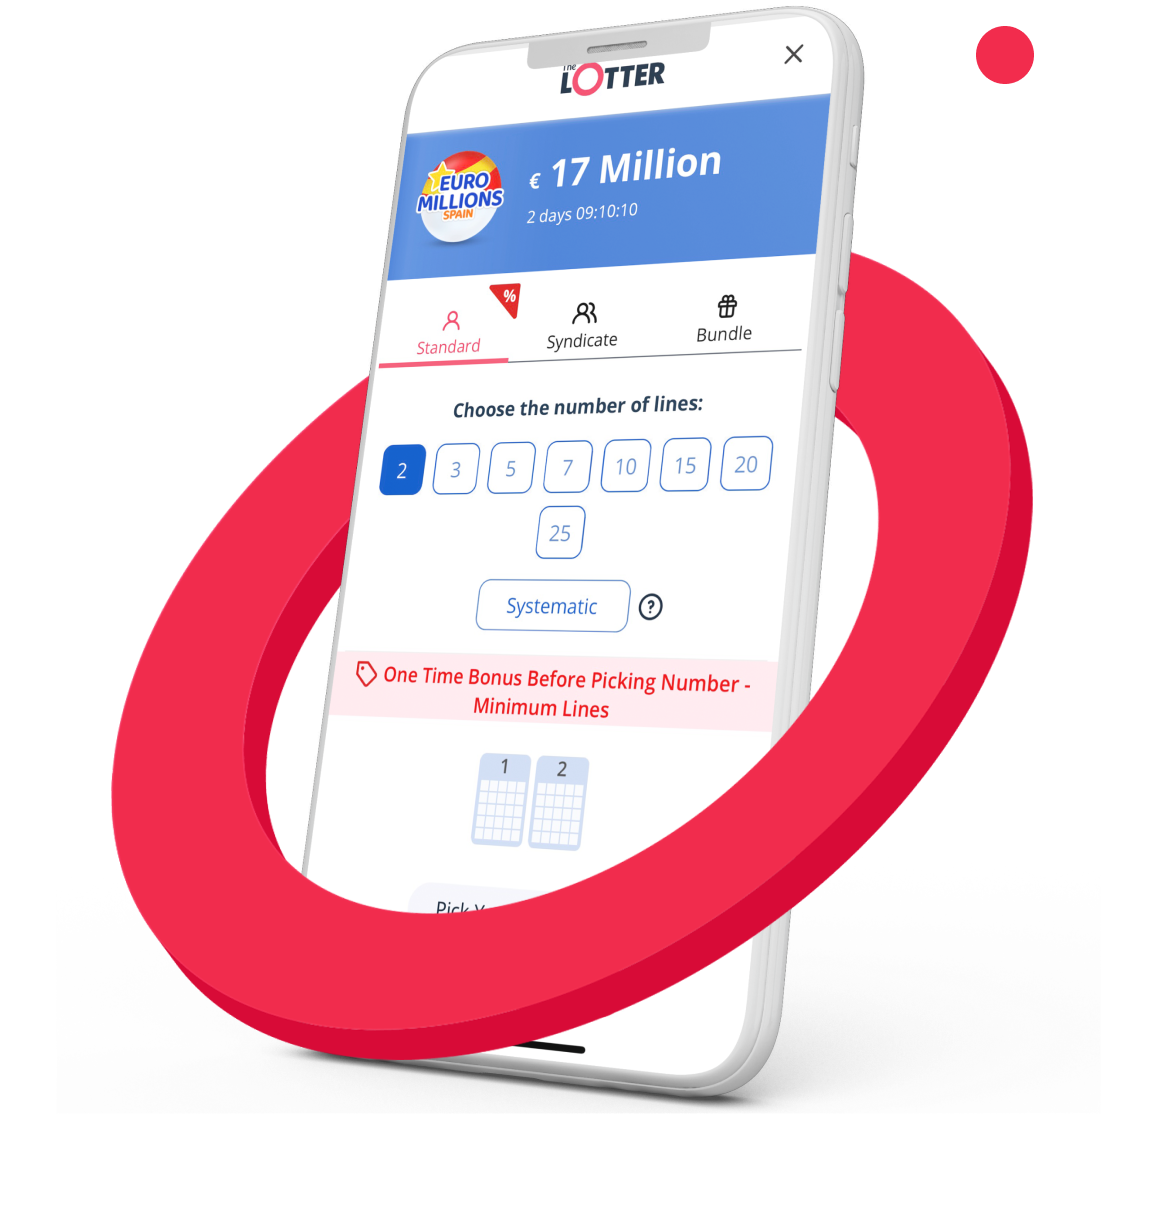 The
LOTTER
€ 17 Million
EURO
MILLIONS
SPAIN
2 days 09:10:10
%
Standard
Syndicate
Bundle
Choose the number of lines:
2 3 5 7 10 15 20
25
Systematic ?
One Time Bonus Before Picking Number -
Minimum Lines
1 2
Pick